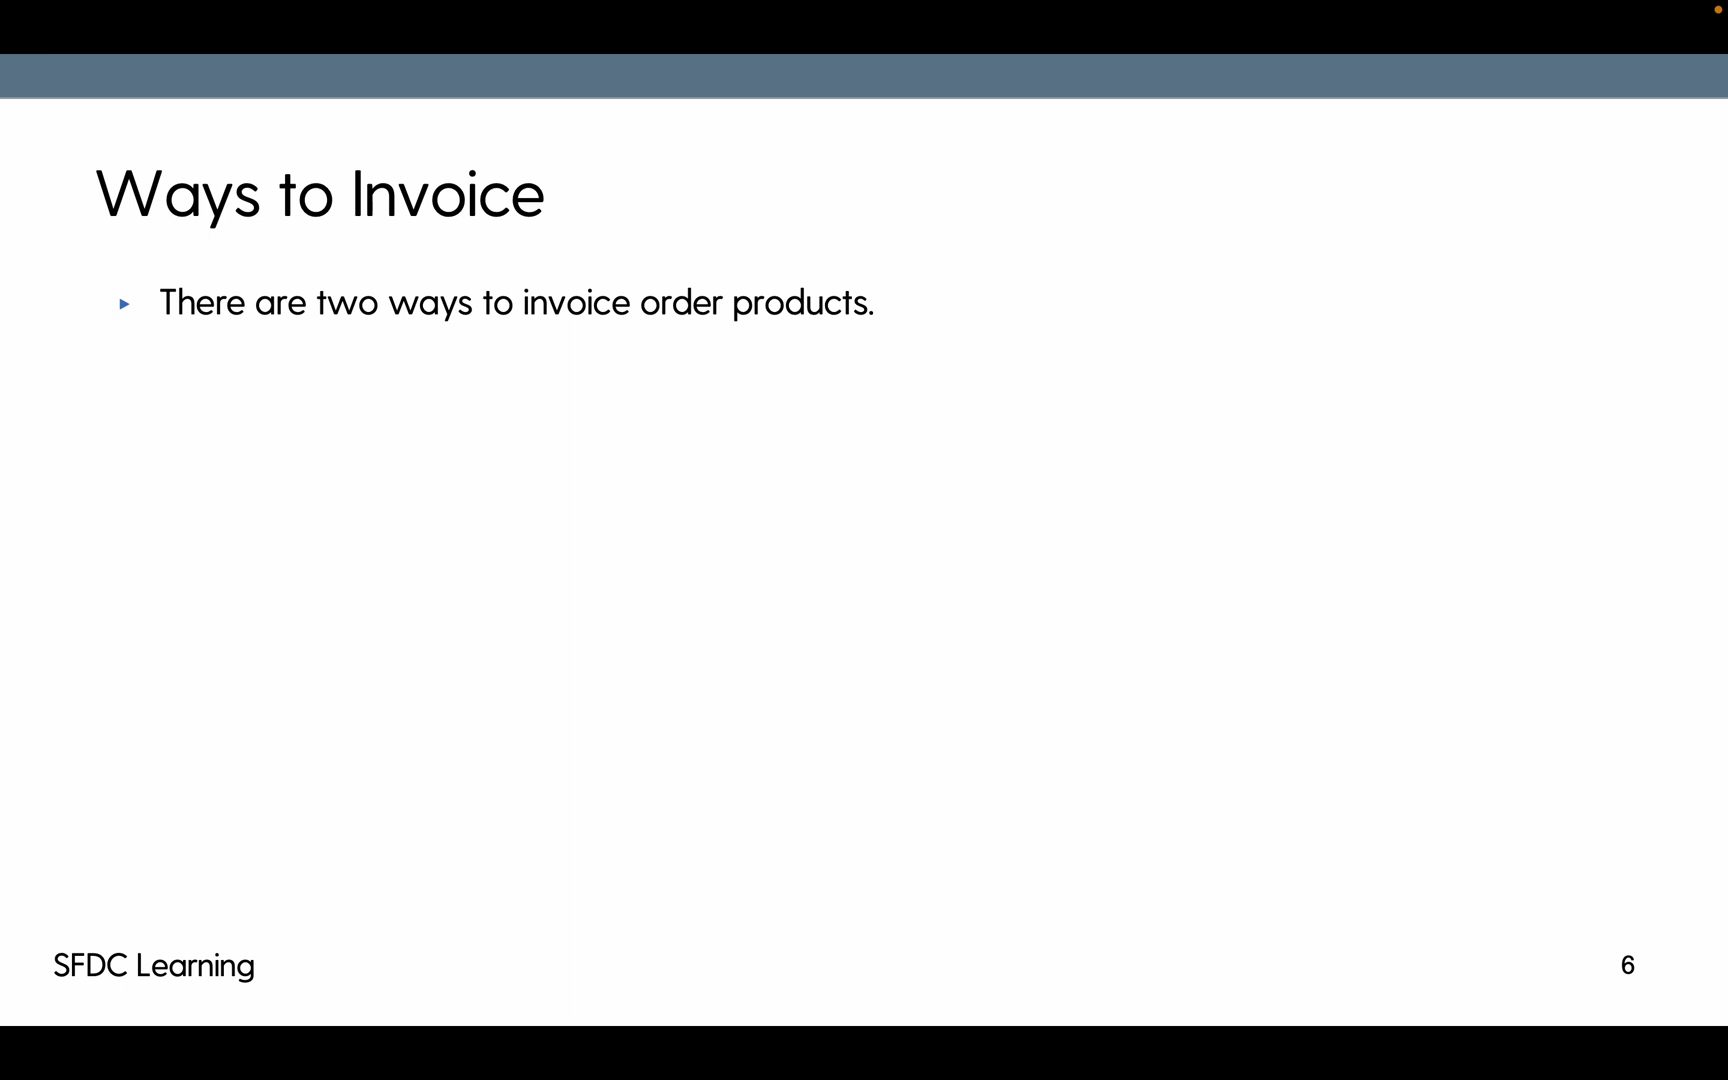 Ways to Invoice
There are two ways to invoice order products.
SFDC Learning
6